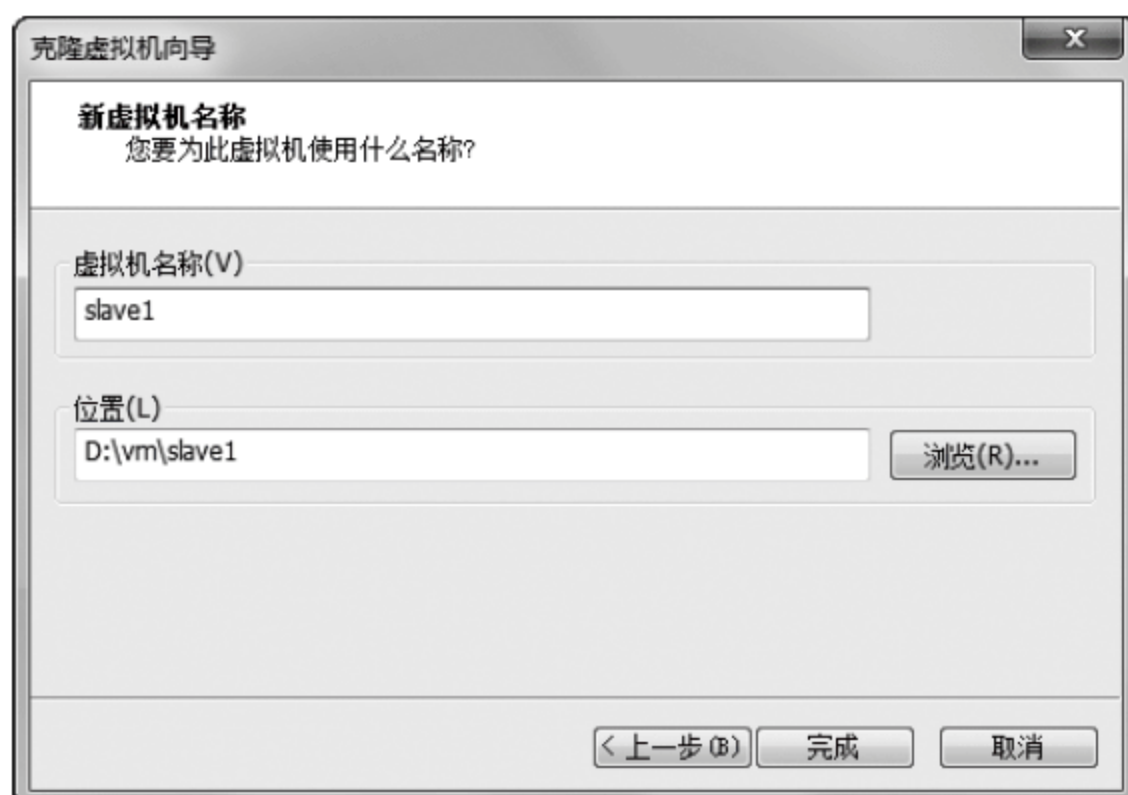 克隆虚拟机向导
新虚拟机名称
您要为此虚拟机使用什么名称?
虚拟机名称(V)
slave1
位置(L)
D:\vm\slave1
浏览(R)...
< 上一步(B) 完成 取消